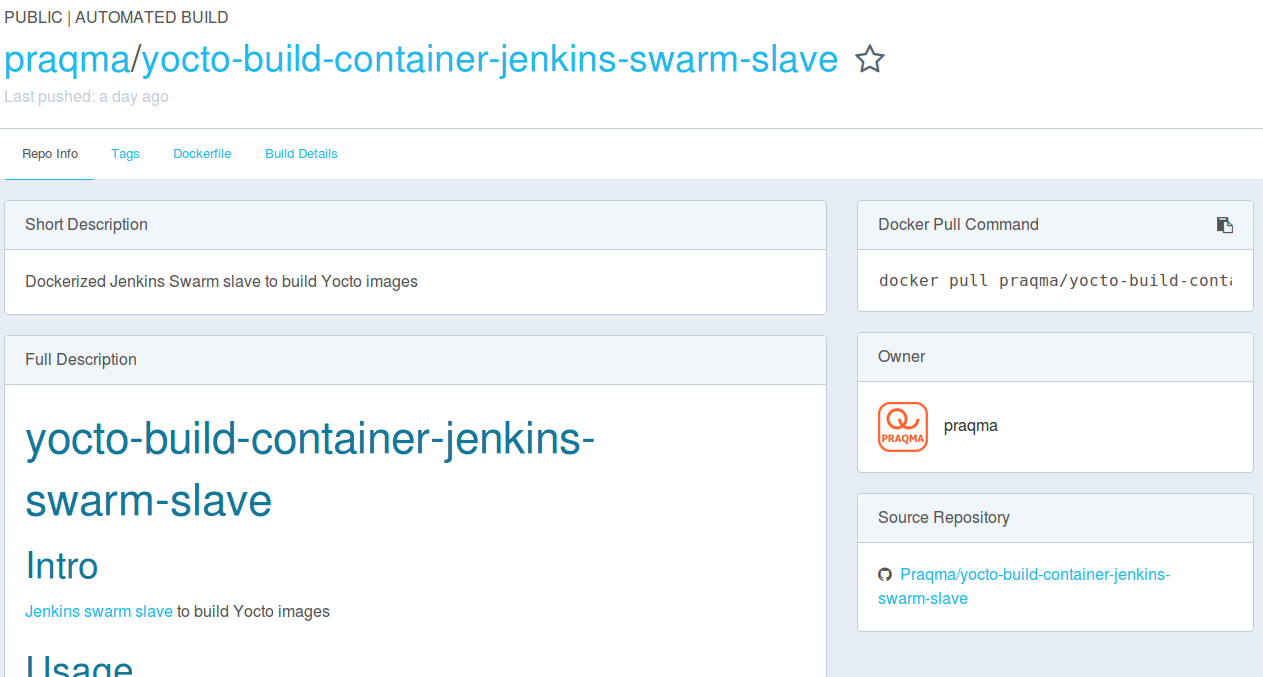 PUBLIC | AUTOMATED BUILD
praqma/yocto-build-container-jenkins-swarm-slave
Last pushed: a day ago
Repo Info Tags Dockerfile Build Details
Short Description
Dockerized Jenkins Swarm slave to build Yocto images
Full Description
yocto-build-container-jenkins-
swarm-slave
Intro
Jenkins swarm slave to build Yocto images
Usage
Docker Pull Command
docker pull praqma/yocto-build-conta
Owner
PRAQMA
praqma
Source Repository
Praqma/yocto-build-container-jenkins-
swarm-slave